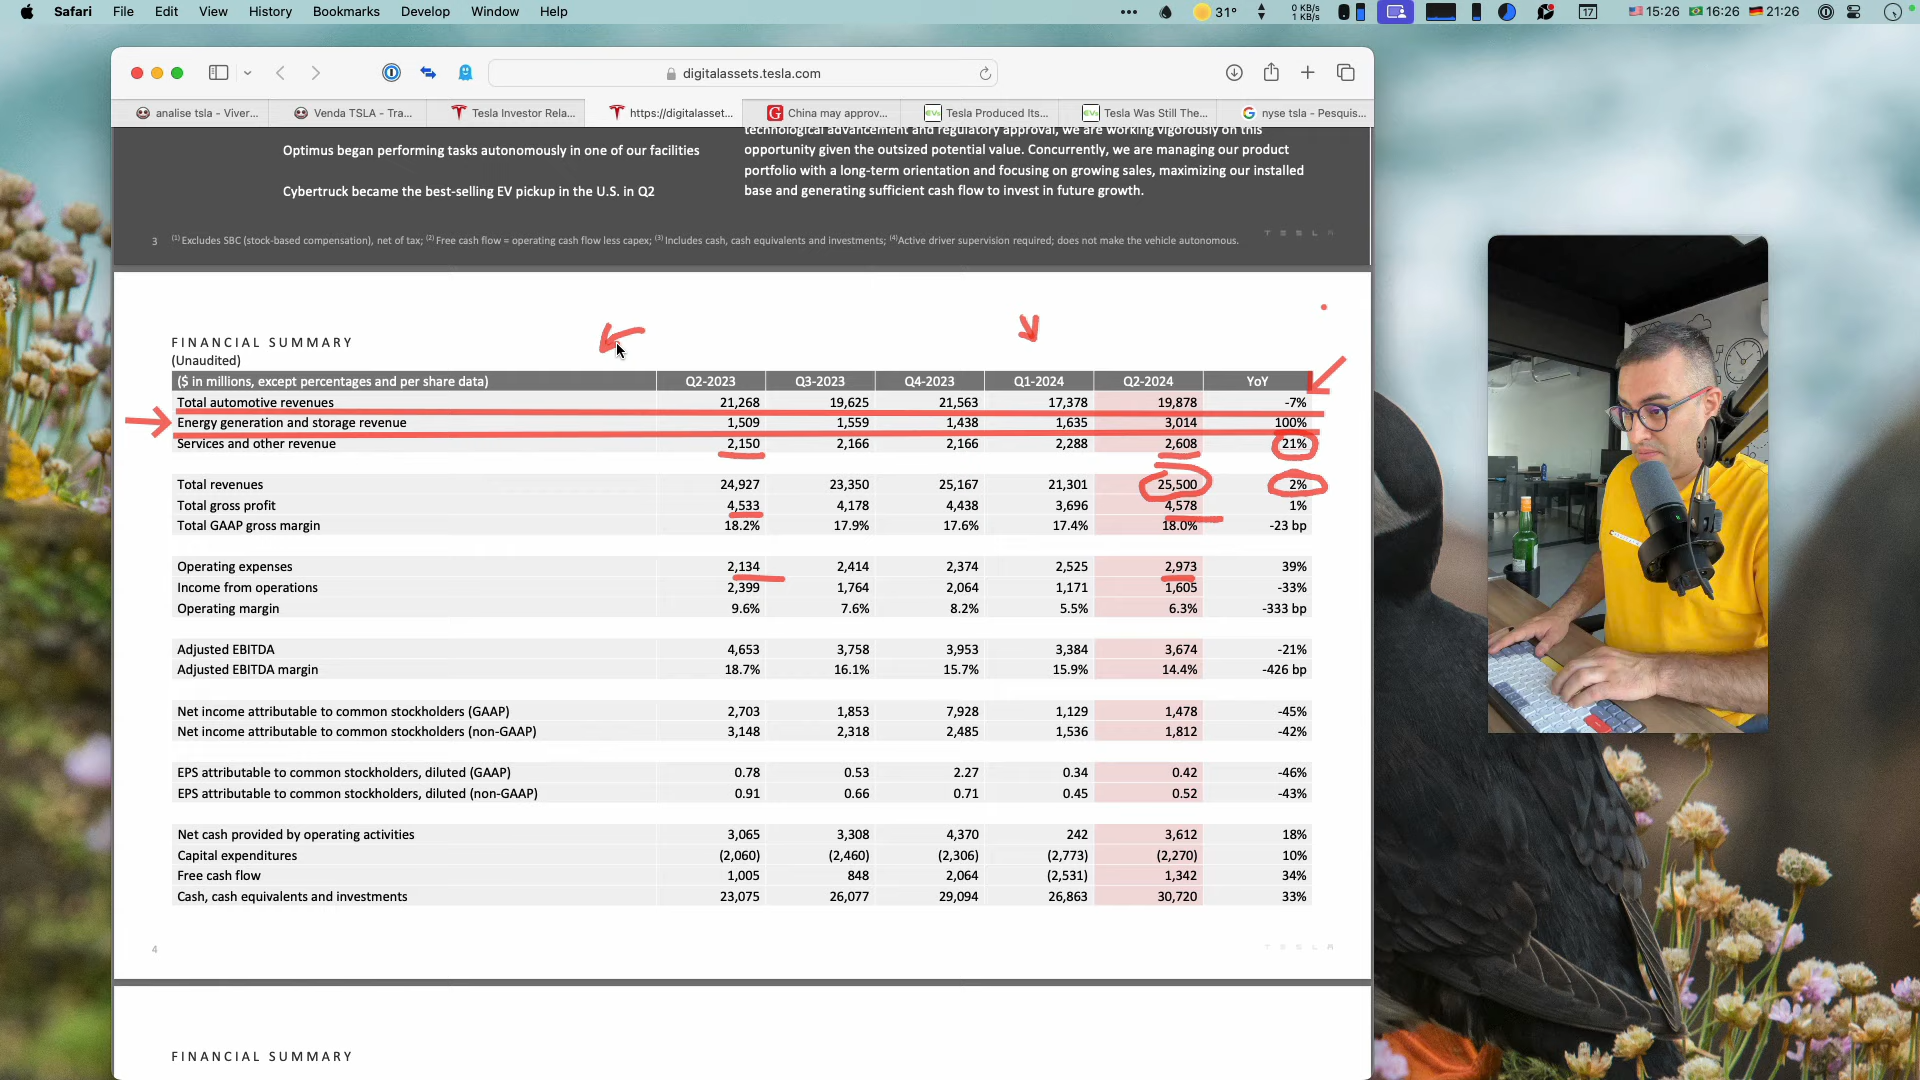 Safari File Edit View History Bookmarks Develop Window Help ••• 31° 0 KB/s 1 KB/s 17 15:26 16:26 21:26
digitalassets.tesla.com
analise tsla - Viver... Venda TSLA - Tra... Tesla Investor Rela... https://digitalasset... China may approv... Tesla Produced Its... Tesla Was Still The... nyse tsla - Pesquis...
technological advancement and regulatory approval, we are working vigorously on this
Optimus began performing tasks autonomously in one of our facilities
opportunity given the outsized potential value. Concurrently, we are managing our product
portfolio with a long-term orientation and focusing on growing sales, maximizing our installed
Cybertruck became the best-selling EV pickup in the U.S. in Q2
base and generating sufficient cash flow to invest in future growth.
3 (1) Excludes SBC (stock-based compensation), net of tax; (2) Free cash flow = operating cash flow less capex; (3) Includes cash, cash equivalents and investments; (4) Active driver supervision required; does not make the vehicle autonomous.
TESLA
FINANCIAL SUMMARY
(Unaudited)
($ in millions, except percentages and per share data) Q2-2023 Q3-2023 Q4-2023 Q1-2024 Q2-2024 YoY
Total automotive revenues 21,268 19,625 21,563 17,378 19,878 -7%
Energy generation and storage revenue 1,509 1,559 1,438 1,635 3,014 100%
Services and other revenue 2,150 2,166 2,166 2,288 2,608 21%
Total revenues 24,927 23,350 25,167 21,301 25,500 2%
Total gross profit 4,533 4,178 4,438 3,696 4,578 1%
Total GAAP gross margin 18.2% 17.9% 17.6% 17.4% 18.0% -23 bp
Operating expenses 2,134 2,414 2,374 2,525 2,973 39%
Income from operations 2,399 1,764 2,064 1,171 1,605 -33%
Operating margin 9.6% 7.6% 8.2% 5.5% 6.3% -333 bp
Adjusted EBITDA 4,653 3,758 3,953 3,384 3,674 -21%
Adjusted EBITDA margin 18.7% 16.1% 15.7% 15.9% 14.4% -426 bp
Net income attributable to common stockholders (GAAP) 2,703 1,853 7,928 1,129 1,478 -45%
Net income attributable to common stockholders (non-GAAP) 3,148 2,318 2,485 1,536 1,812 -42%
EPS attributable to common stockholders, diluted (GAAP) 0.78 0.53 2.27 0.34 0.42 -46%
EPS attributable to common stockholders, diluted (non-GAAP) 0.91 0.66 0.71 0.45 0.52 -43%
Net cash provided by operating activities 3,065 3,308 4,370 242 3,612 18%
Capital expenditures (2,060) (2,460) (2,306) (2,773) (2,270) 10%
Free cash flow 1,005 848 2,064 (2,531) 1,342 34%
Cash, cash equivalents and investments 23,075 26,077 29,094 26,863 30,720 33%
4 TESLA
FINANCIAL SUMMARY